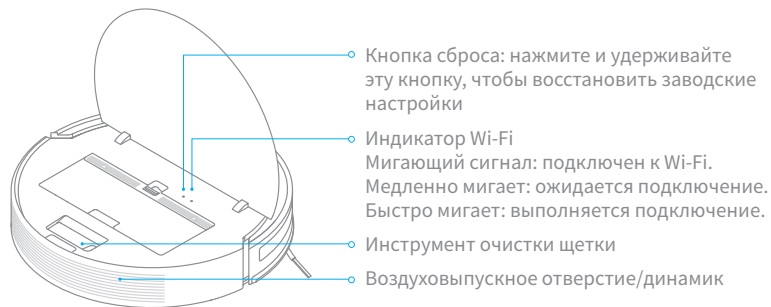 Кнопка сброса: нажмите и удерживайте
эту кнопку, чтобы восстановить заводские
настройки
Индикатор Wi-Fi
Мигающий сигнал: подключен к Wi-Fi.
Медленно мигает: ожидается подключение.
Быстро мигает: выполняется подключение.
Инструмент очистки щетки
Воздуховыпускное отверстие/динамик